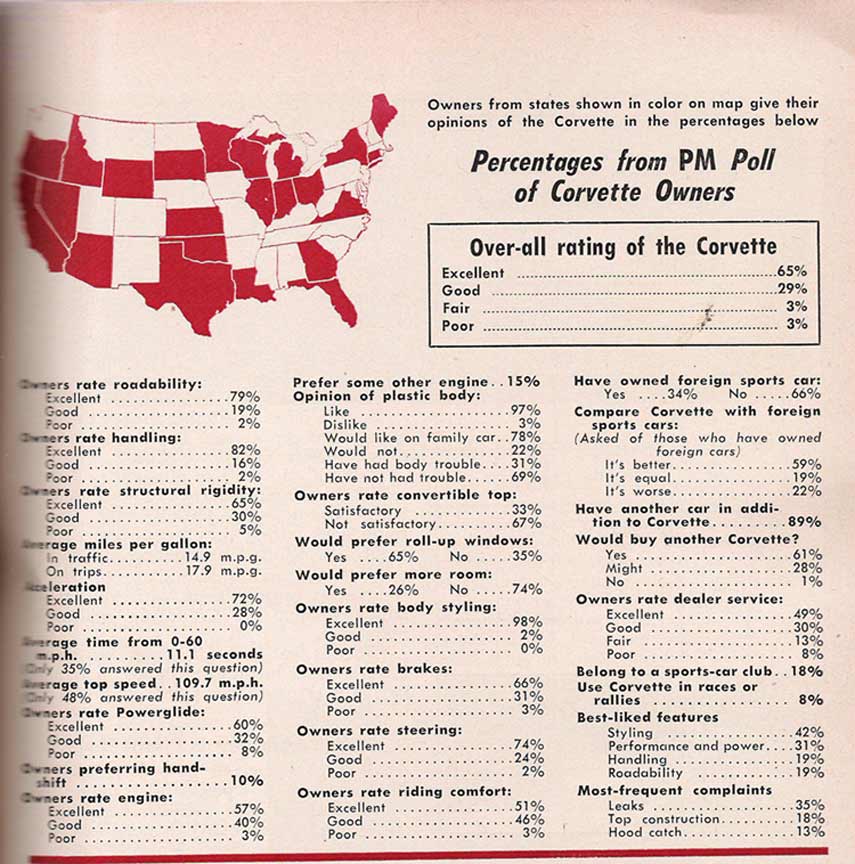 Owners from states shown in color on map give their
opinions of the Corvette in the percentages below
Percentages from PM Poll
of Corvette Owners
Over-all rating of the Corvette
Excellent ........ 65%
Good ........ 29%
Fair ........ 3%
Poor ........ 3%
Owners rate roadability:
Excellent ........ 79%
Good ........ 19%
Poor ........ 2%
Owners rate handling:
Excellent ........ 82%
Good ........ 16%
Poor ........ 2%
Owners rate structural rigidity:
Excellent ........ 65%
Good ........ 30%
Poor ........ 5%
Average miles per gallon:
In traffic ........ 14.9 m.p.g.
On trips ........ 17.9 m.p.g.
Acceleration
Excellent ........ 72%
Good ........ 28%
Poor ........ 0%
Average time from 0-60
m.p.h. ........ 11.1 seconds
(Only 35% answered this question)
Average top speed . . 109.7 m.p.h.
(Only 48% answered this question)
Owners rate Powerglide:
Excellent ........ 60%
Good ........ 32%
Poor ........ 8%
Owners preferring hand-
shift ........ 10%
Owners rate engine:
Excellent ........ 57%
Good ........ 40%
Poor ........ 3%
Prefer some other engine . . 15%
Opinion of plastic body:
Like ........ 97%
Dislike ........ 3%
Would like on family car . . 78%
Would not ........ 22%
Have had body trouble .... 31%
Have not had trouble ..... 69%
Owners rate convertible top:
Satisfactory ........ 33%
Not satisfactory ........ 67%
Would prefer roll-up windows:
Yes .... 65% No ..... 35%
Would prefer more room:
Yes .... 26% No ..... 74%
Owners rate body styling:
Excellent ........ 98%
Good ........ 2%
Poor ........ 0%
Owners rate brakes:
Excellent ........ 66%
Good ........ 31%
Poor ........ 3%
Owners rate steering:
Excellent ........ 74%
Good ........ 24%
Poor ........ 2%
Owners rate riding comfort:
Excellent ........ 51%
Good ........ 46%
Poor ........ 3%
Have owned foreign sports car:
Yes .... 34% No ..... 66%
Compare Corvette with foreign
sports cars:
(Asked of those who have owned
foreign cars)
It's better ........ 59%
It's equal ........ 19%
It's worse ........ 22%
Have another car in addi-
tion to Corvette ........ 89%
Would buy another Corvette?
Yes ........ 61%
Might ........ 28%
No ........ 1%
Owners rate dealer service:
Excellent ........ 49%
Good ........ 30%
Fair ........ 13%
Poor ........ 8%
Belong to a sports-car club . . 18%
Use Corvette in races or
rallies ........ 8%
Best-liked features
Styling ........ 42%
Performance and power .... 31%
Handling ........ 19%
Roadability ........ 19%
Most-frequent complaints
Leaks ........ 35%
Top construction ........ 18%
Hood catch ........ 13%